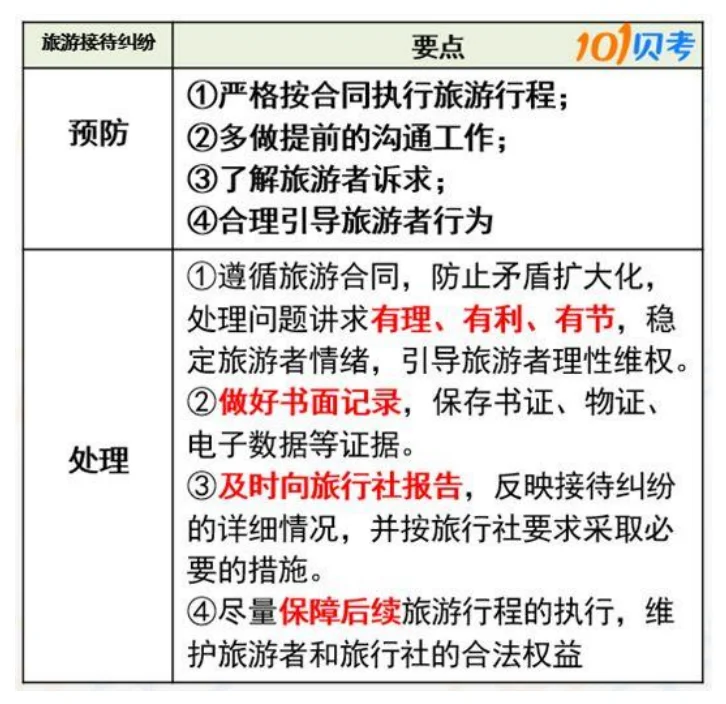 旅游接待纠纷
要点
101贝考
预防
①严格按合同执行旅游行程；
②多做提前的沟通工作；
③了解旅游者诉求；
④合理引导旅游者行为
处理
①遵循旅游合同，防止矛盾扩大化，
处理问题讲求有理、有利、有节，稳
定旅游者情绪，引导旅游者理性维权。
②做好书面记录，保存书证、物证、
电子数据等证据。
③及时向旅行社报告，反映接待纠纷
的详细情况，并按旅行社要求采取必
要的措施。
④尽量保障后续旅游行程的执行，维
护旅游者和旅行社的合法权益